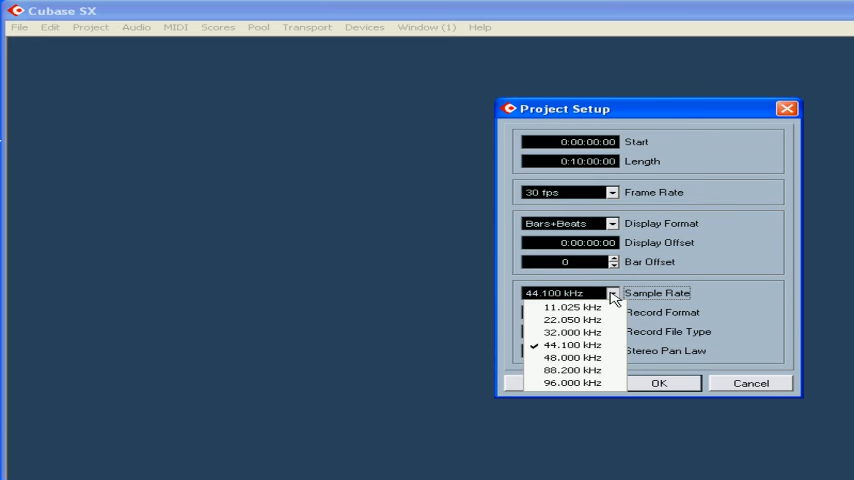 Cubase SX
File Edit Project Audio MIDI Scores Pool Transport Devices Window (1) Help
Project Setup
0:00:00:00 Start
0:10:00:00 Length
30 fps Frame Rate
Bars+Beats Display Format
0:00:00:00 Display Offset
0 Bar Offset
44.100 kHz Sample Rate
11.025 kHz
22.050 kHz
32.000 kHz
44.100 kHz
48.000 kHz
88.200 kHz
96.000 kHz
Record Format
Record File Type
Stereo Pan Law
OK Cancel